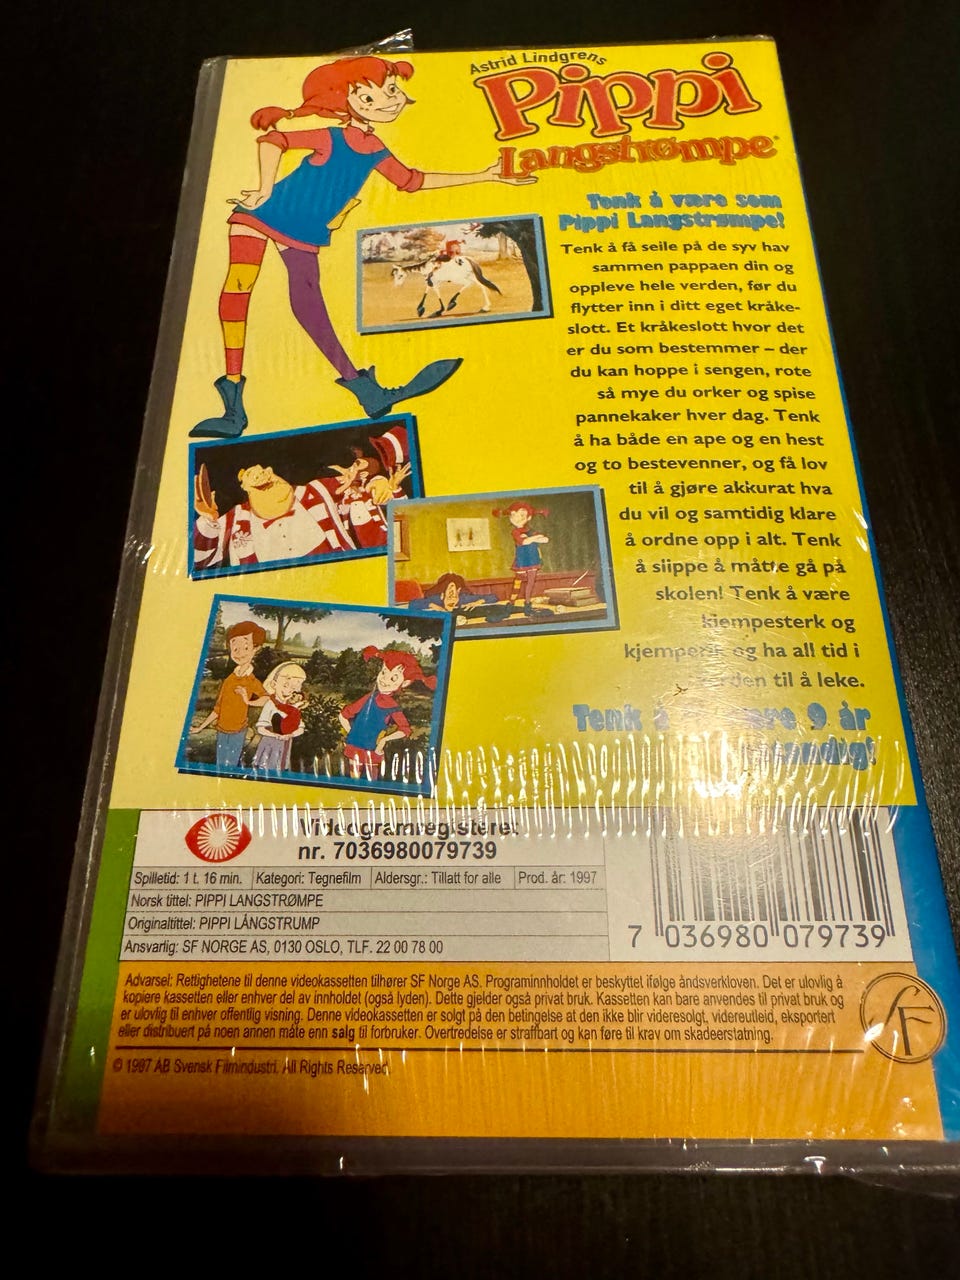 Astrid Lindgrens
Pippi
Langstrømpe®
Tenk å være som
Pippi Langstrømpe!
Tenk å få seile på de syv hav
sammen pappaen din og
oppleve hele verden, før du
flytter inn i ditt eget kråke-
slott. Et kråkeslott hvor det
er du som bestemmer – der
du kan hoppe i sengen, rote
så mye du orker og spise
pannekaker hver dag. Tenk
å ha både en ape og en hest
og to bestevenner, og få lov
til å gjøre akkurat hva
du vil og samtidig klare
å ordne opp i alt. Tenk
å slippe å måtte gå på
skolen! Tenk å være
kjempesterk og
kjemperik og ha all tid i
verden til å leke.
Tenk å være 9 år
Videogramregisteret
nr. 7036980079739
Spilletid: 1 t. 16 min. Kategori: Tegnefilm Aldersgr.: Tillatt for alle Prod. år: 1997
Norsk tittel: PIPPI LANGSTRØMPE
Originaltittel: PIPPI LÅNGSTRUMP
Ansvarlig: SF NORGE AS, 0130 OSLO, TLF. 22 00 78 00
7 036980 079739
Advarsel: Rettighetene til denne videokassetten tilhører SF Norge AS. Programinnholdet er beskyttet ifølge åndsverkloven. Det er ulovlig å
kopiere kassetten eller enhver del av innholdet (også lyden). Dette gjelder også privat bruk. Kassetten kan bare anvendes til privat bruk og
er ulovlig til enhver offentlig visning. Denne videokassetten er solgt på den betingelse at den ikke blir videresolgt, videreutleid, eksportert
eller distribuert på noen annen måte enn salg til forbruker. Overtredelse er straffbart og kan føre til krav om skadeerstatning.
SF
© 1997 AB Svensk Filmindustri. All Rights Reserved.